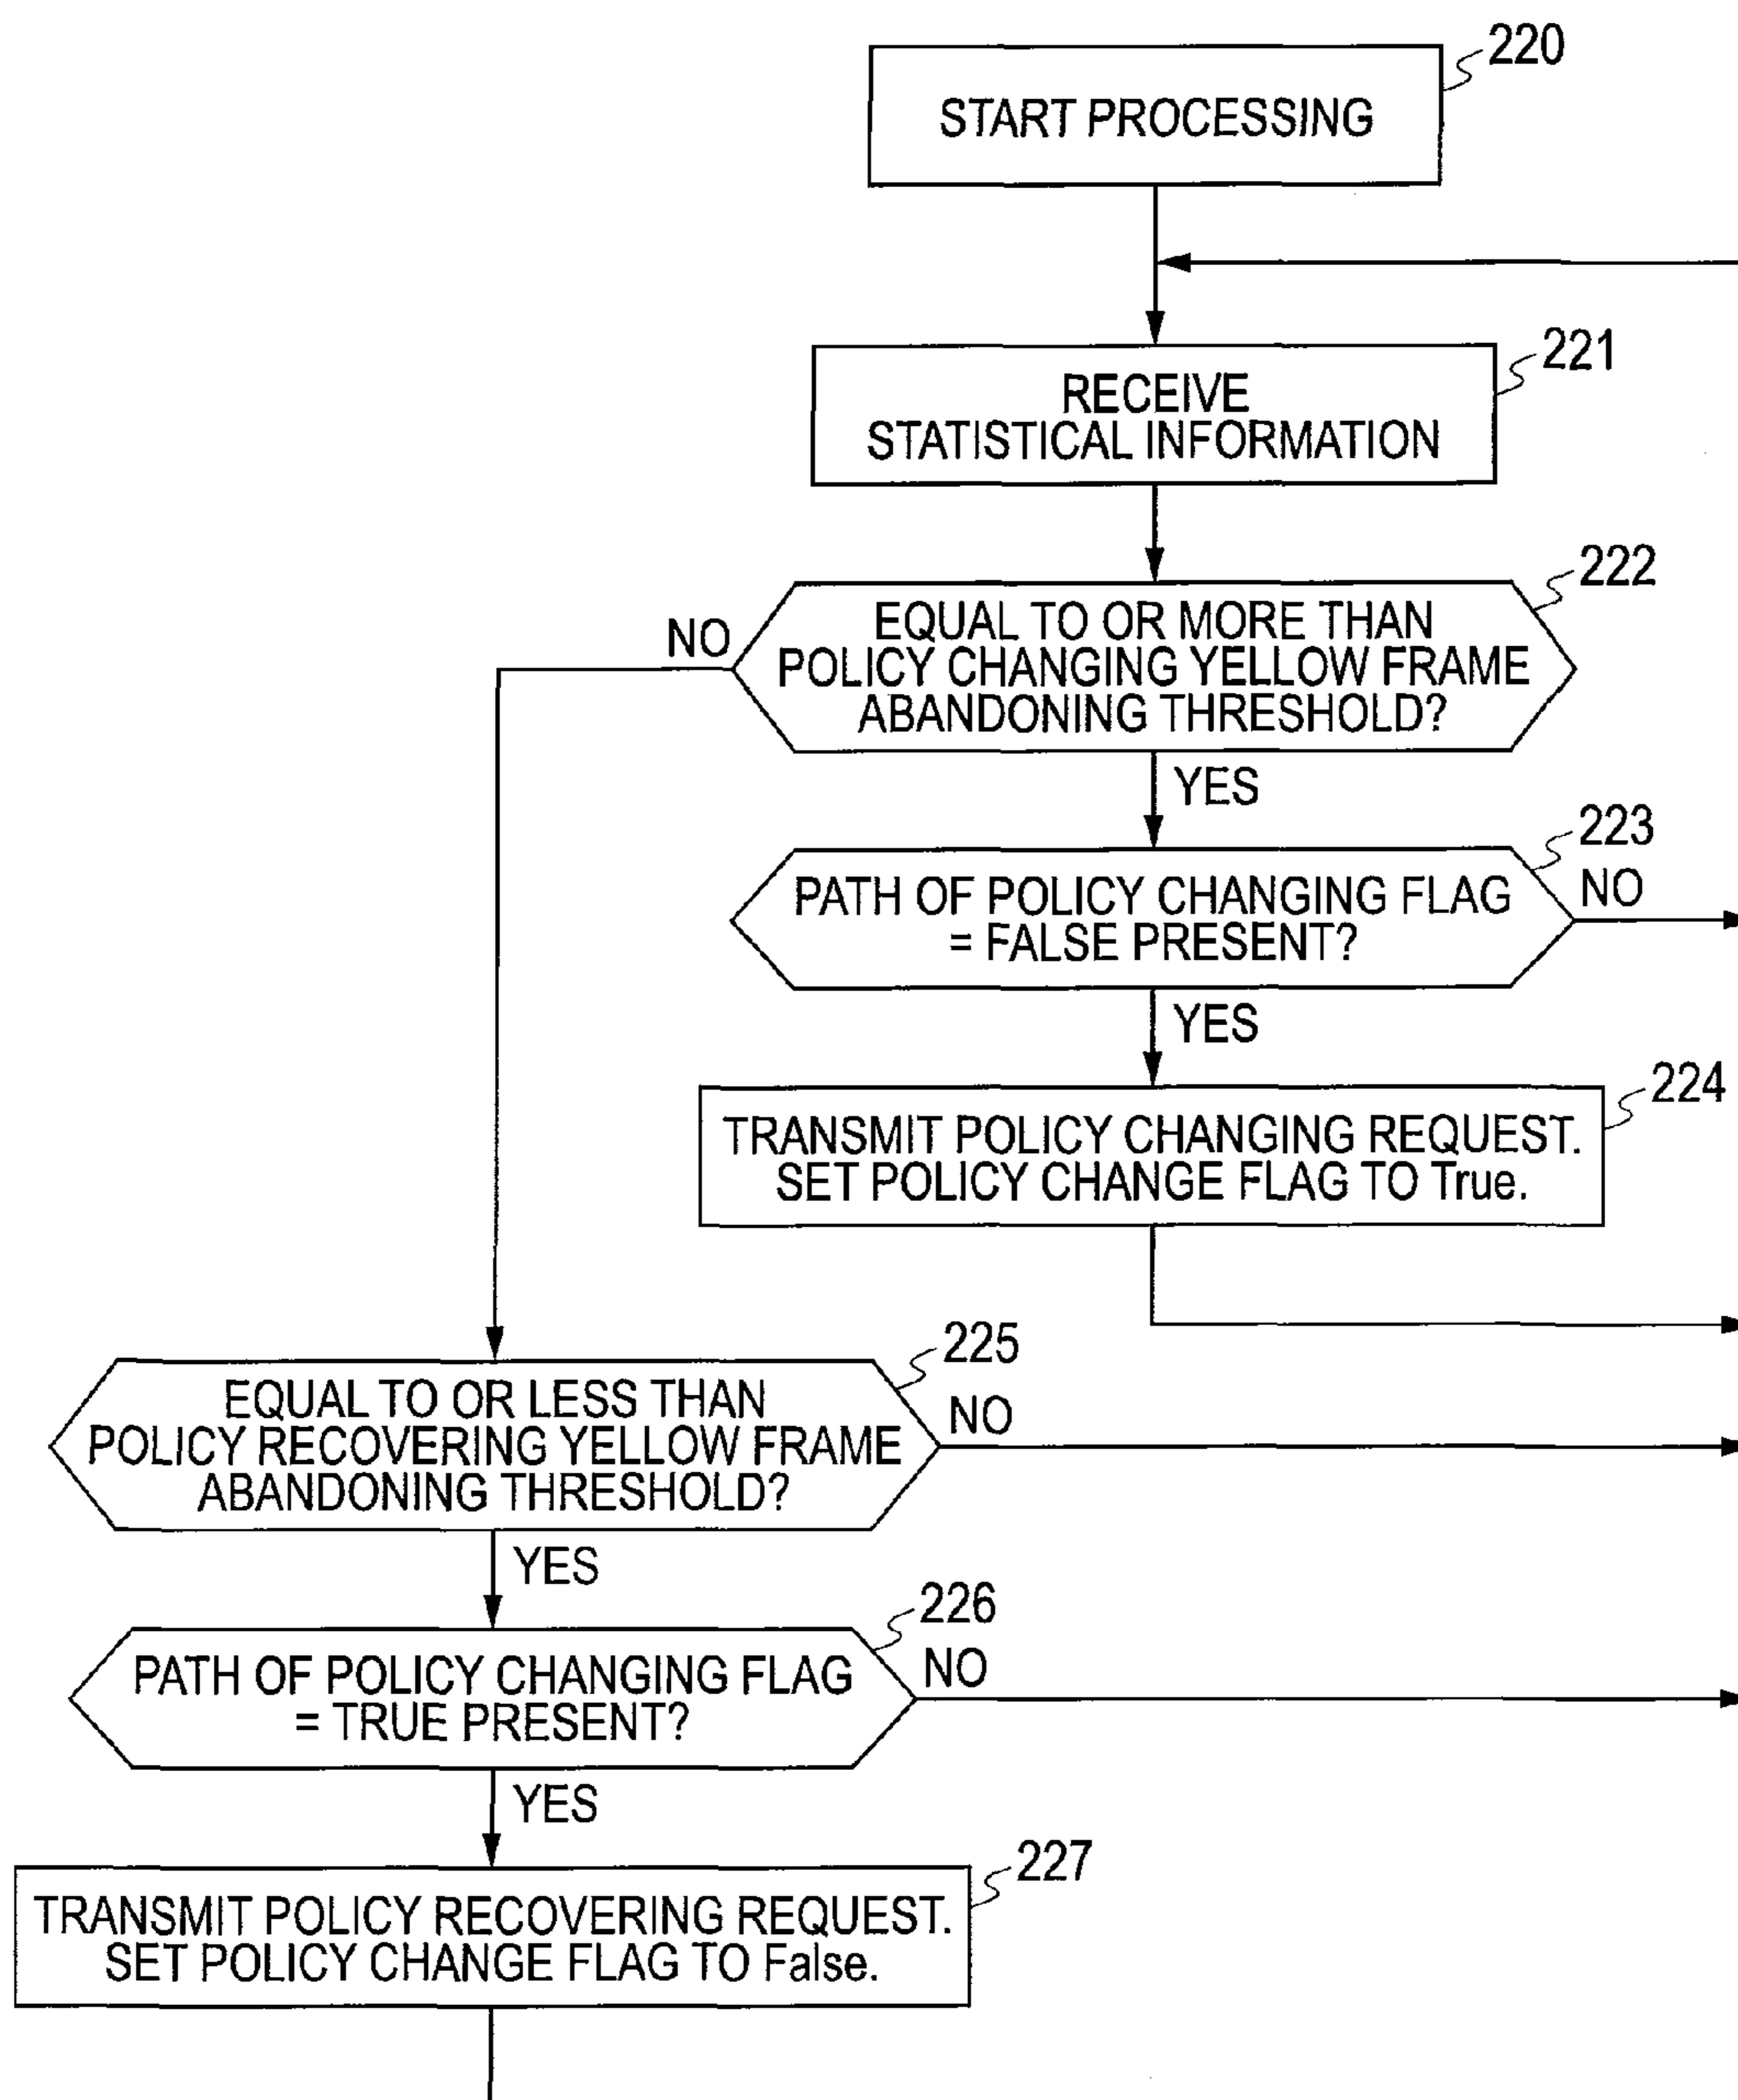 220
START PROCESSING
221
RECEIVE
STATISTICAL INFORMATION
222
EQUAL TO OR MORE THAN
POLICY CHANGING YELLOW FRAME
ABANDONING THRESHOLD?
NO
YES
223
PATH OF POLICY CHANGING FLAG
= FALSE PRESENT?
NO
YES
224
TRANSMIT POLICY CHANGING REQUEST.
SET POLICY CHANGE FLAG TO True.
225
EQUAL TO OR LESS THAN
POLICY RECOVERING YELLOW FRAME
ABANDONING THRESHOLD?
NO
YES
226
PATH OF POLICY CHANGING FLAG
= TRUE PRESENT?
NO
YES
227
TRANSMIT POLICY RECOVERING REQUEST.
SET POLICY CHANGE FLAG TO False.